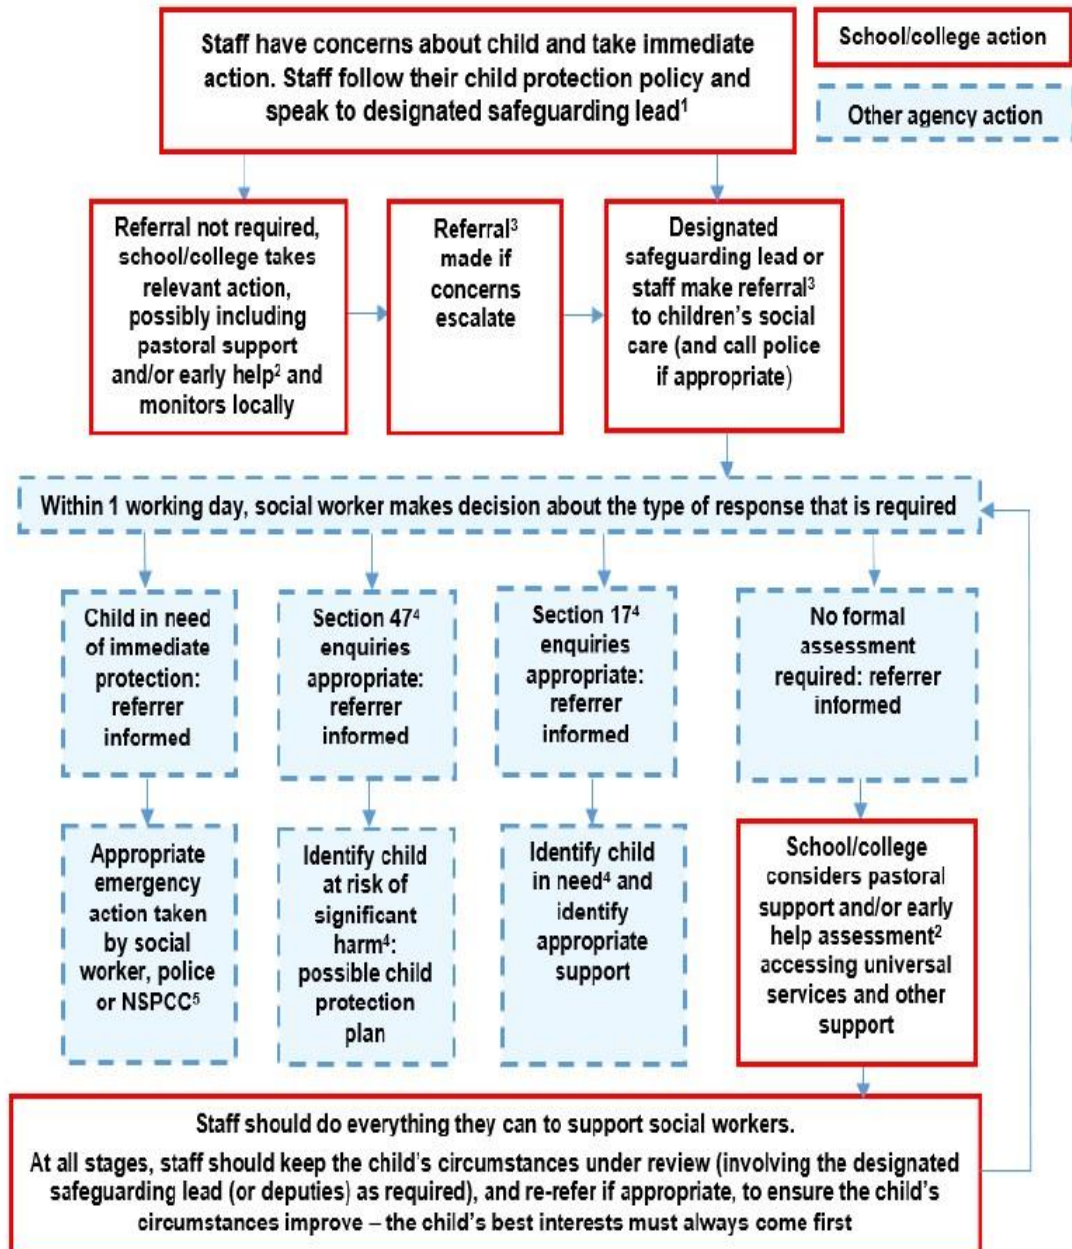 Staff have concerns about child and take immediate
action. Staff follow their child protection policy and
speak to designated safeguarding lead¹
School/college action
Other agency action
Referral not required,
school/college takes
relevant action,
possibly including
pastoral support
and/or early help² and
monitors locally
Referral³
made if
concerns
escalate
Designated
safeguarding lead or
staff make referral³
to children's social
care (and call police
if appropriate)
Within 1 working day, social worker makes decision about the type of response that is required
Child in need
of immediate
protection:
referrer
informed
Section 47⁴
enquiries
appropriate:
referrer
informed
Section 17⁴
enquiries
appropriate:
referrer
informed
No formal
assessment
required: referrer
informed
Appropriate
emergency
action taken
by social
worker, police
or NSPCC⁵
Identify child
at risk of
significant
harm⁴:
possible child
protection
plan
Identify child
in need⁴ and
identify
appropriate
support
School/college
considers pastoral
support and/or early
help assessment²
accessing universal
services and other
support
Staff should do everything they can to support social workers.
At all stages, staff should keep the child's circumstances under review (involving the designated
safeguarding lead (or deputies) as required), and re-refer if appropriate, to ensure the child's
circumstances improve – the child's best interests must always come first